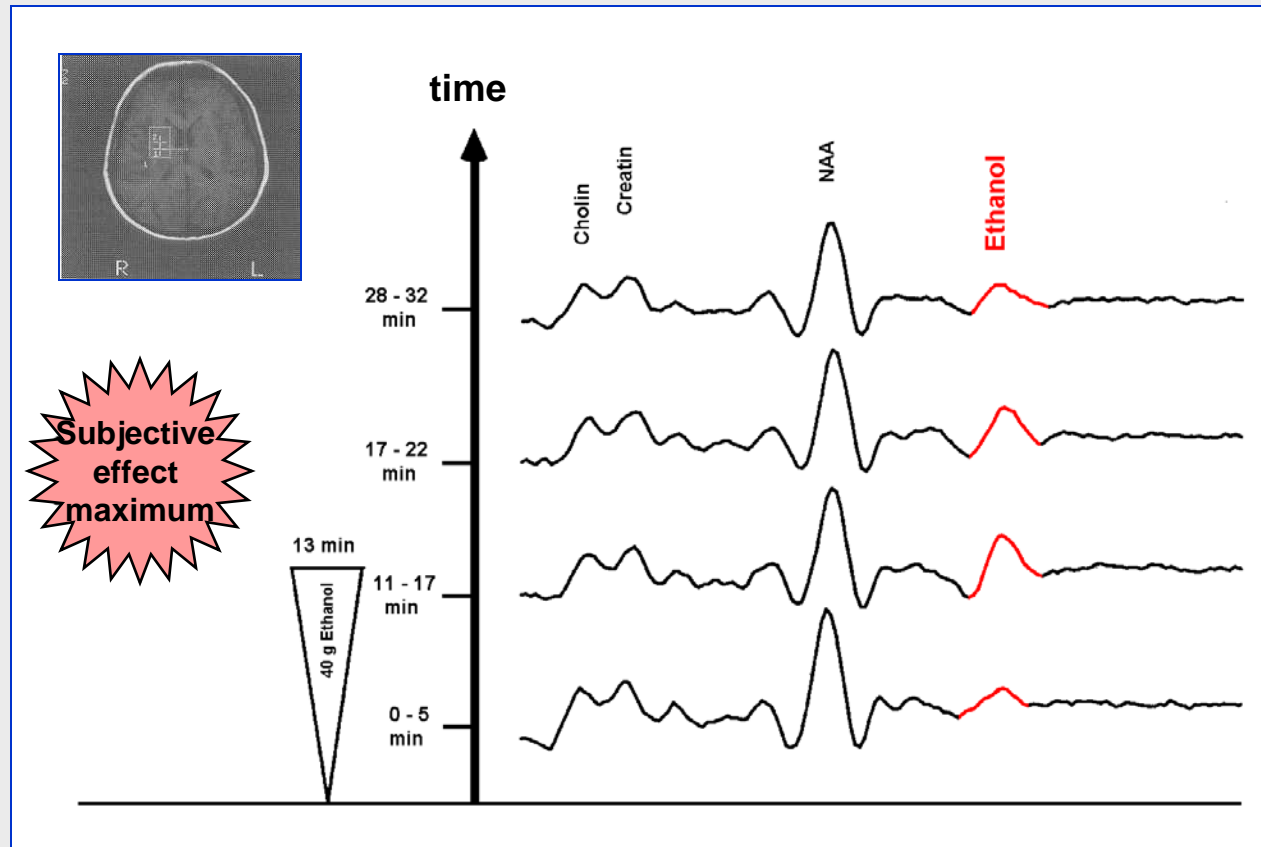 time
Cholin
Creatin
NAA
Ethanol
R
L
28 - 32
min
Subjective
effect
maximum
17 - 22
min
13 min
40 g Ethanol
11 - 17
min
0 - 5
min